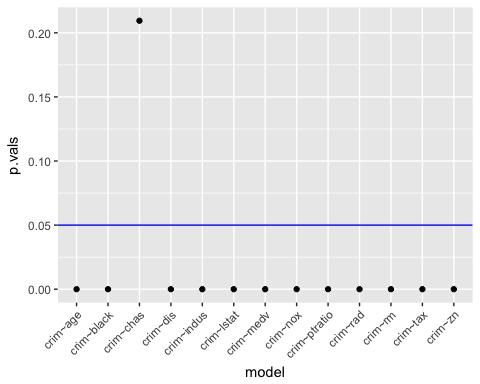 0.20
0.15
0.10
0.05
0.00
p.vals
crim~age
crim~black
crim~chas
crim~dis
crim~indus
crim~lstat
crim~medv
crim~nox
crim~ptratio
crim~rad
crim~rm
crim~tax
crim~zn
model